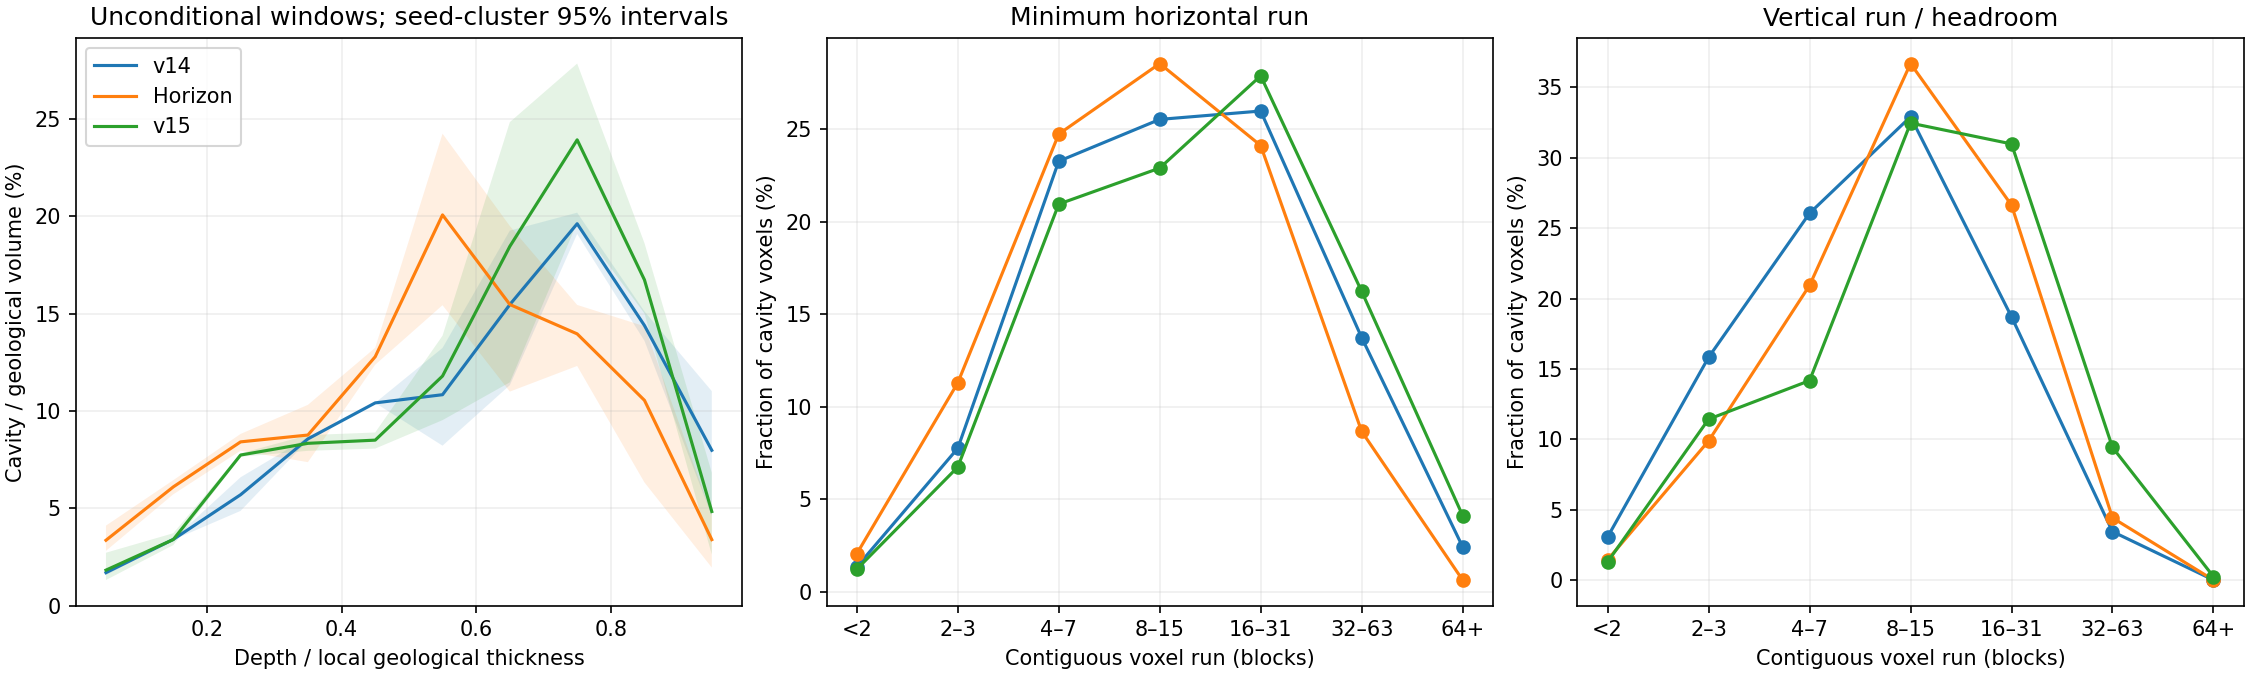 Unconditional windows; seed-cluster 95% intervals
v14
Horizon
v15
25
20
15
10
5
0
0.2 0.4 0.6 0.8
Cavity / geological volume (%)
Depth / local geological thickness
Minimum horizontal run
25
20
15
10
5
0
<2 2–3 4–7 8–15 16–31 32–63 64+
Fraction of cavity voxels (%)
Contiguous voxel run (blocks)
Vertical run / headroom
35
30
25
20
15
10
5
0
<2 2–3 4–7 8–15 16–31 32–63 64+
Fraction of cavity voxels (%)
Contiguous voxel run (blocks)